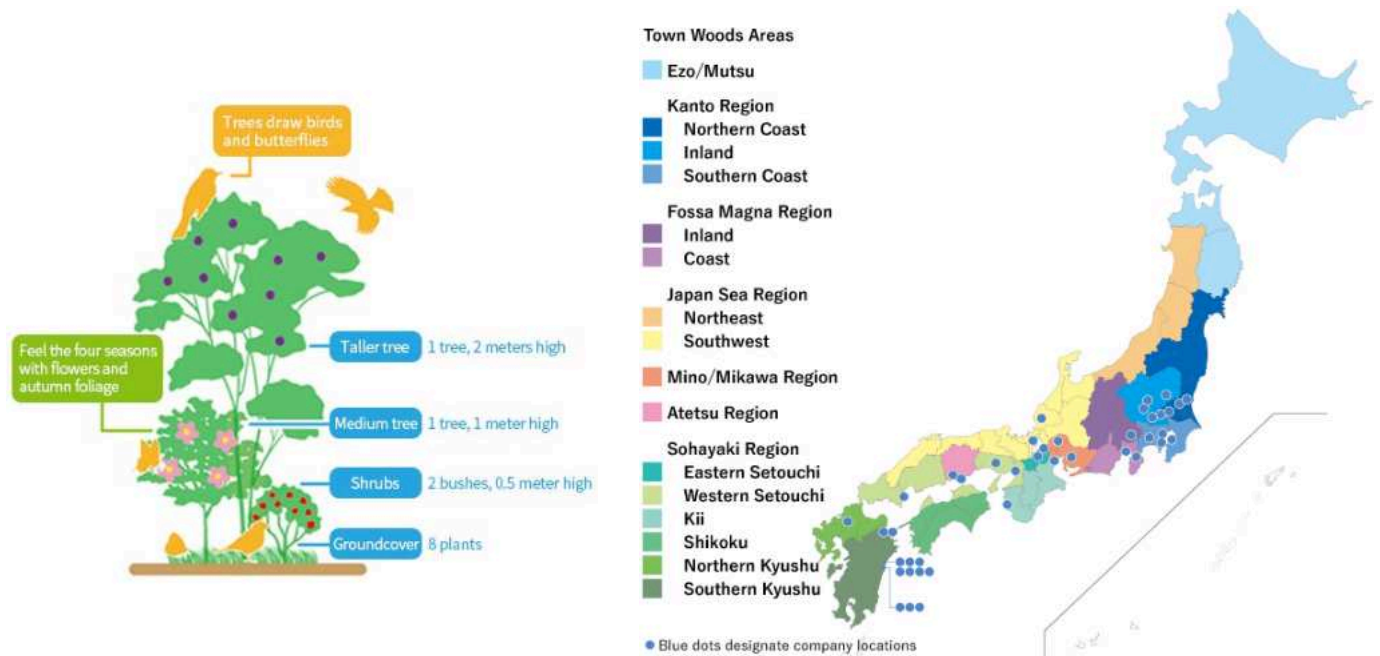 Trees draw birds
and butterflies
Feel the four seasons
with flowers and
autumn foliage
Taller tree 1 tree, 2 meters high
Medium tree 1 tree, 1 meter high
Shrubs 2 bushes, 0.5 meter high
Groundcover 8 plants
Town Woods Areas
Ezo/Mutsu
Kanto Region
Northern Coast
Inland
Southern Coast
Fossa Magna Region
Inland
Coast
Japan Sea Region
Northeast
Southwest
Mino/Mikawa Region
Atetsu Region
Sohayaki Region
Eastern Setouchi
Western Setouchi
Kii
Shikoku
Northern Kyushu
Southern Kyushu
Blue dots designate company locations